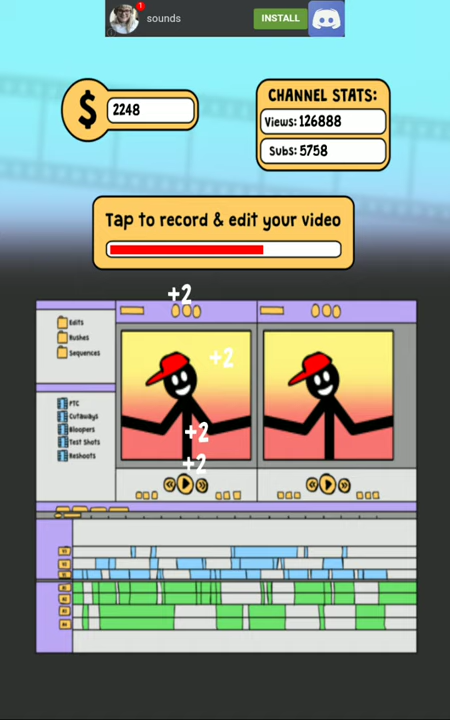 1
sounds
INSTALL
$
2248
CHANNEL STATS:
Views: 126888
Subs: 5758
Tap to record & edit your video
+2
+2
+2
+2
Edits
Rushes
Sequences
PTC
Cutaways
Bloopers
Test Shots
Reshoots